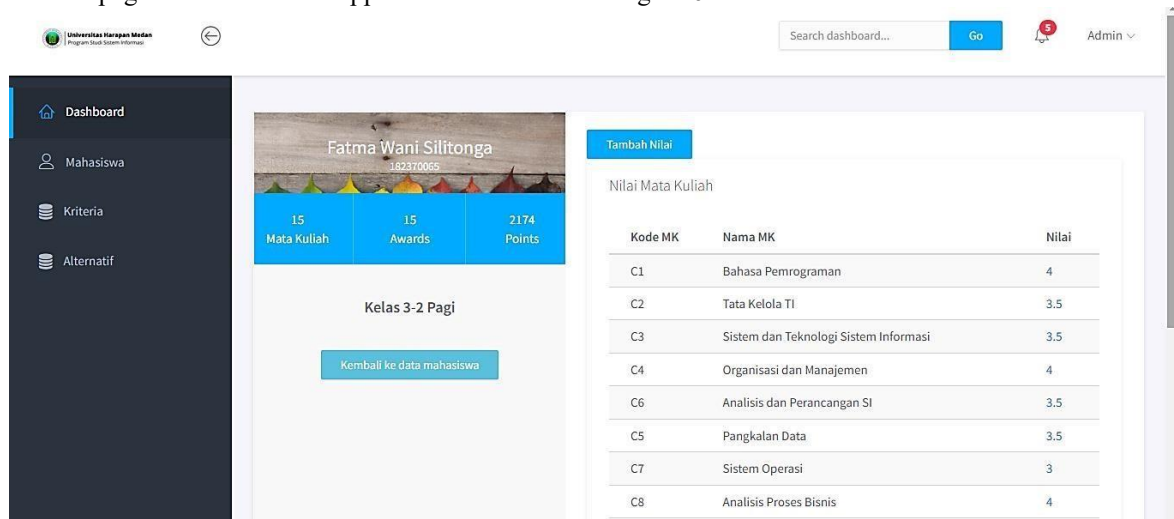 Universitas Harapan Medan
Program Studi Sistem Informasi
Search dashboard...
Go
5
Admin
Dashboard
Mahasiswa
Kriteria
Alternatif
Fatma Wani Silitonga
182370065
15
Mata Kuliah
15
Awards
2174
Points
Kelas 3-2 Pagi
Kembali ke data mahasiswa
Tambah Nilai
Nilai Mata Kuliah
Kode MK Nama MK Nilai
C1 Bahasa Pemrograman 4
C2 Tata Kelola TI 3.5
C3 Sistem dan Teknologi Sistem Informasi 3.5
C4 Organisasi dan Manajemen 4
C6 Analisis dan Perancangan SI 3.5
C5 Pangkalan Data 3.5
C7 Sistem Operasi 3
C8 Analisis Proses Bisnis 4